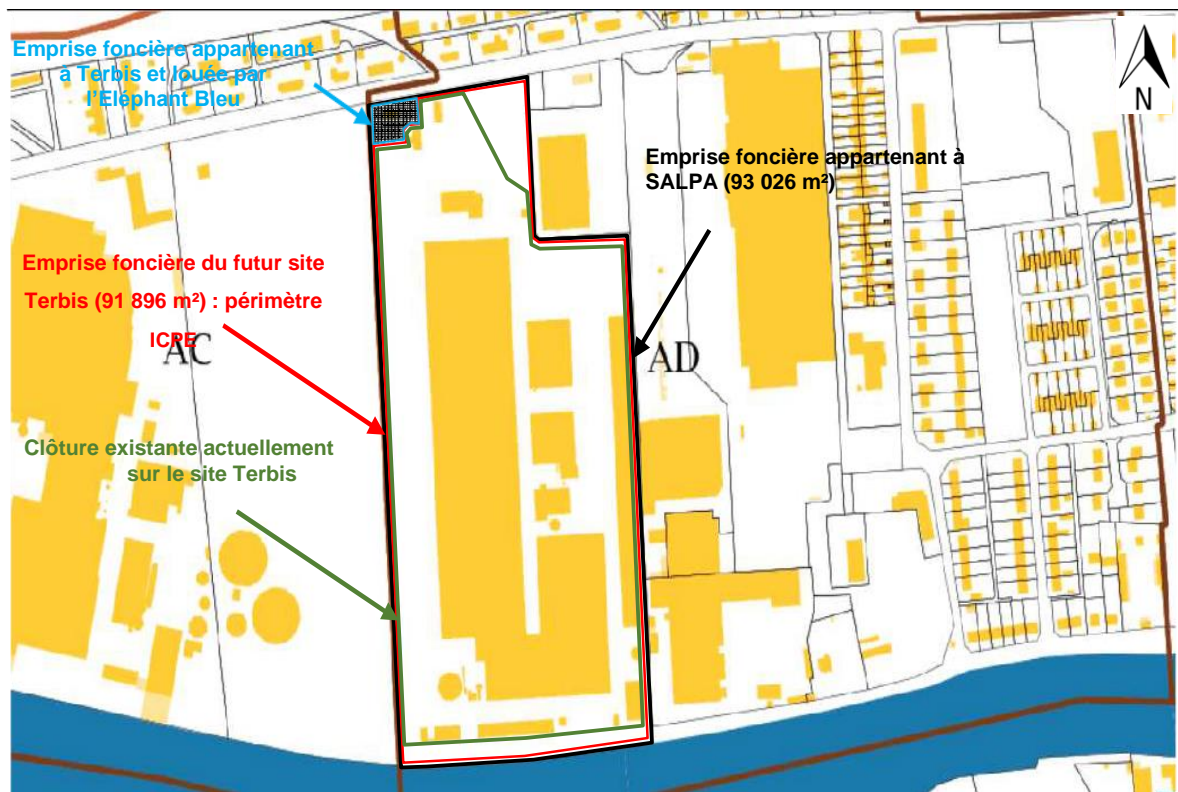 Emprise foncière appartenant
à Terbis et louée par
l'Eléphant Bleu
N
Emprise foncière appartenant à
SALPA (93 026 m²)
Emprise foncière du futur site
Terbis (91 896 m²) : périmètre
ICPE
AC
AD
Clôture existante actuellement
sur le site Terbis